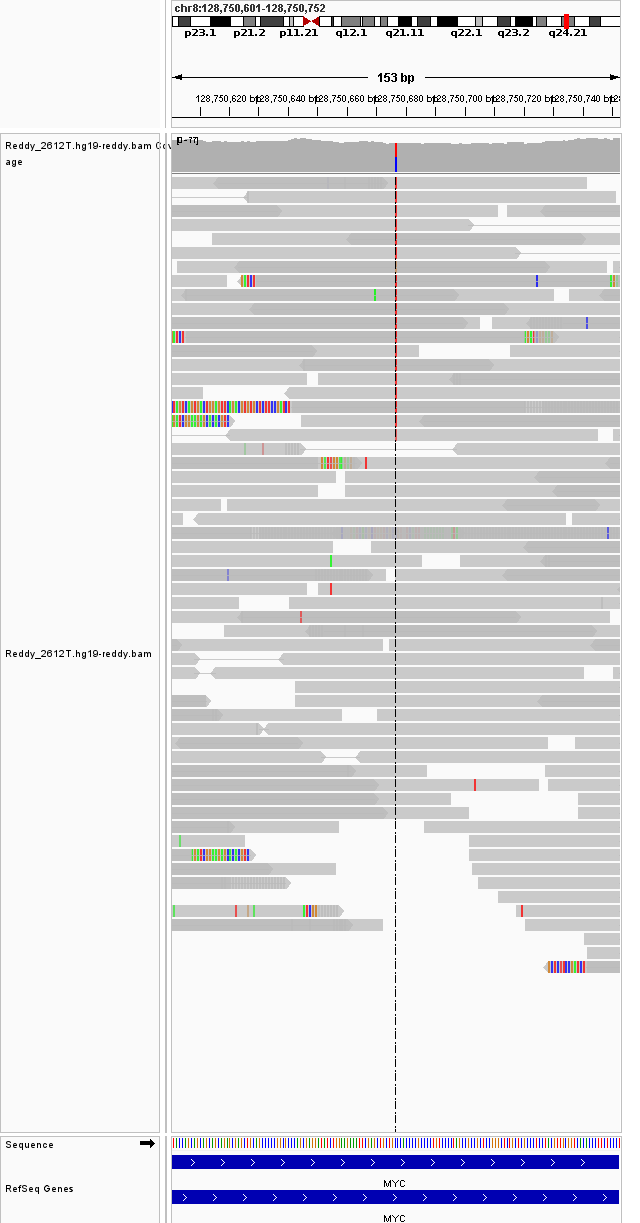 chr8:128,750,601-128,750,752
p23.1 p21.2 p11.21 q12.1 q21.11 q22.1 q23.2 q24.21
153 bp
128,750,620 bp 128,750,640 bp 128,750,660 bp 128,750,680 bp 128,750,700 bp 128,750,720 bp 128,750,740 bp
Reddy_2612T.hg19-reddy.bam Cov
age
Reddy_2612T.hg19-reddy.bam
Sequence
MYC
RefSeq Genes
MYC